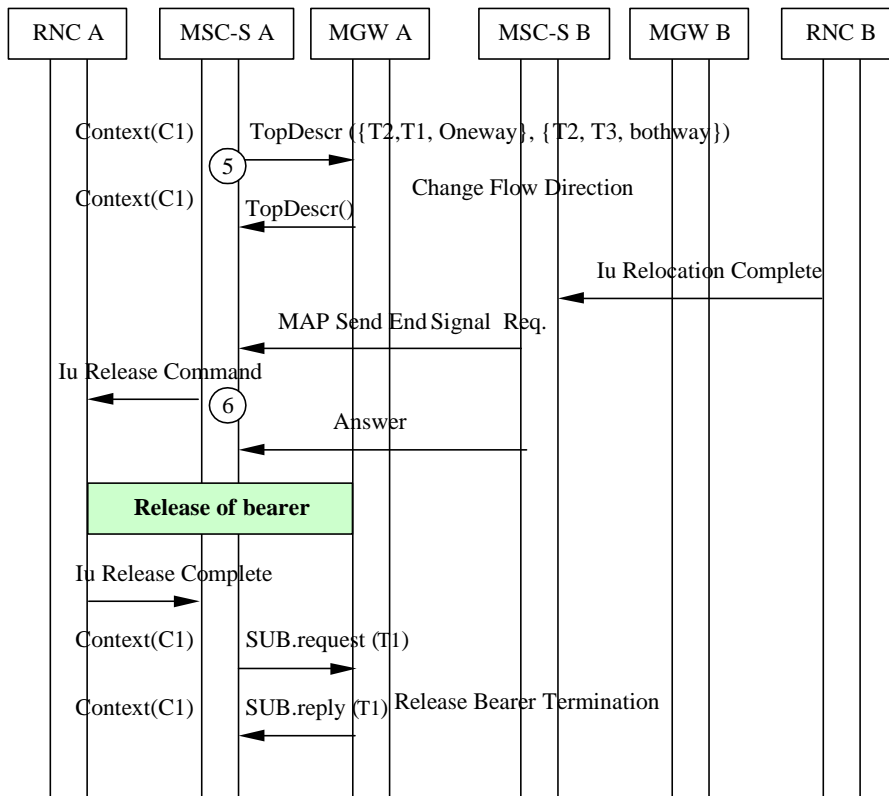 RNC A
MSC-S A
MGW A
MSC-S B
MGW B
RNC B
Context(C1)
TopDescr ({T2,T1, Oneway}, {T2, T3, bothway})
5
Change Flow Direction
Context(C1)
TopDescr()
Iu Relocation Complete
MAP Send End Signal Req.
Iu Release Command
6
Answer
Release of bearer
Iu Release Complete
Context(C1)
SUB.request (T1)
Context(C1)
SUB.reply (T1)
Release Bearer Termination